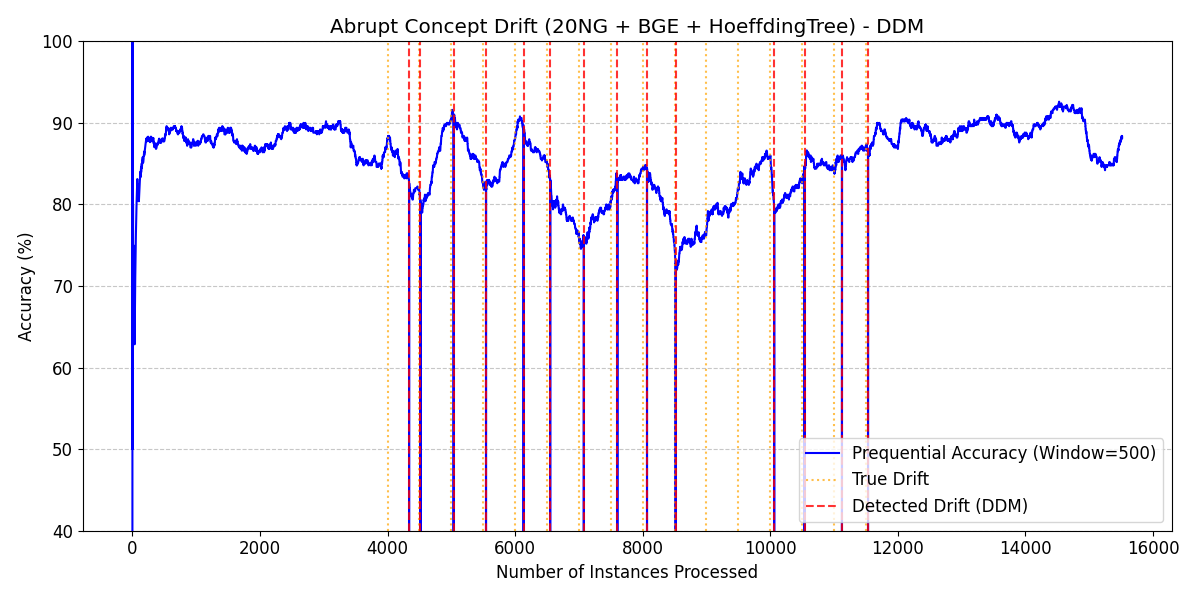 Abrupt Concept Drift (20NG + BGE + HoeffdingTree) - DDM
Accuracy (%)
100
90
80
70
60
50
40
0
2000
4000
6000
8000
10000
12000
14000
16000
Number of Instances Processed
Prequential Accuracy (Window=500)
True Drift
Detected Drift (DDM)